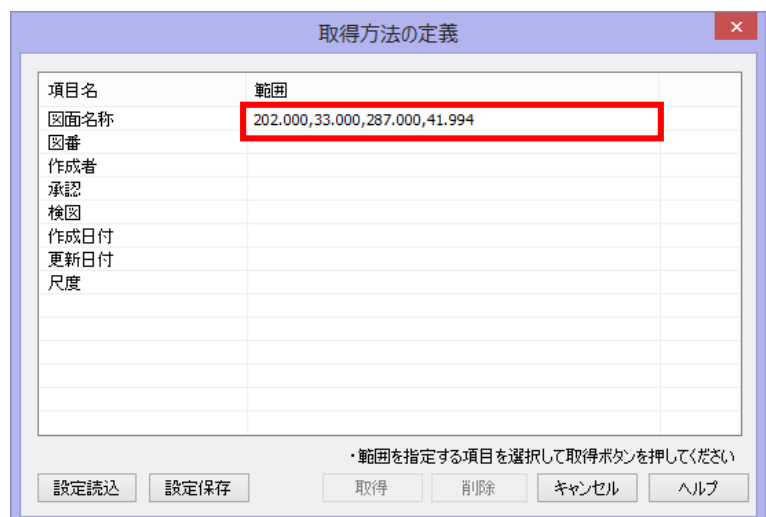 取得方法の定義
項目名 範囲
図面名称 202.000,33.000,287.000,41.994
図番
作成者
承認
検図
作成日付
更新日付
尺度
・範囲を指定する項目を選択して取得ボタンを押してください
設定読込 設定保存 取得 削除 キャンセル ヘルプ